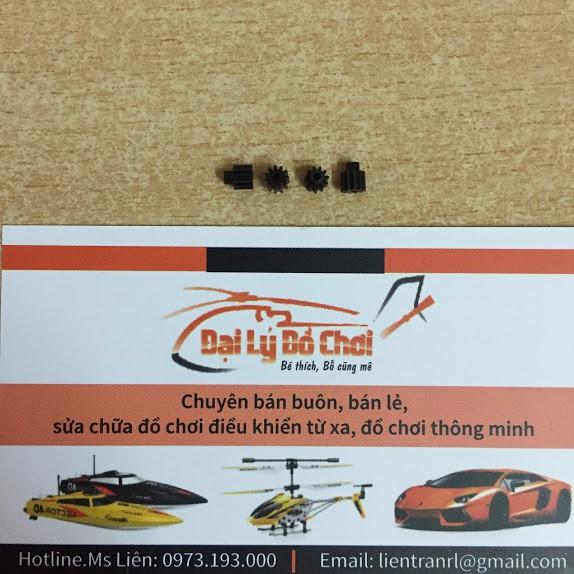 Đại Lý Đồ Chơi
Bé thích, Bố cũng mê
Chuyên bán buôn, bán lẻ,
sửa chữa đồ chơi điều khiển từ xa, đồ chơi thông minh
Hotline.Ms Liên: 0973.193.000 | Email: lientranrl@gmail.com